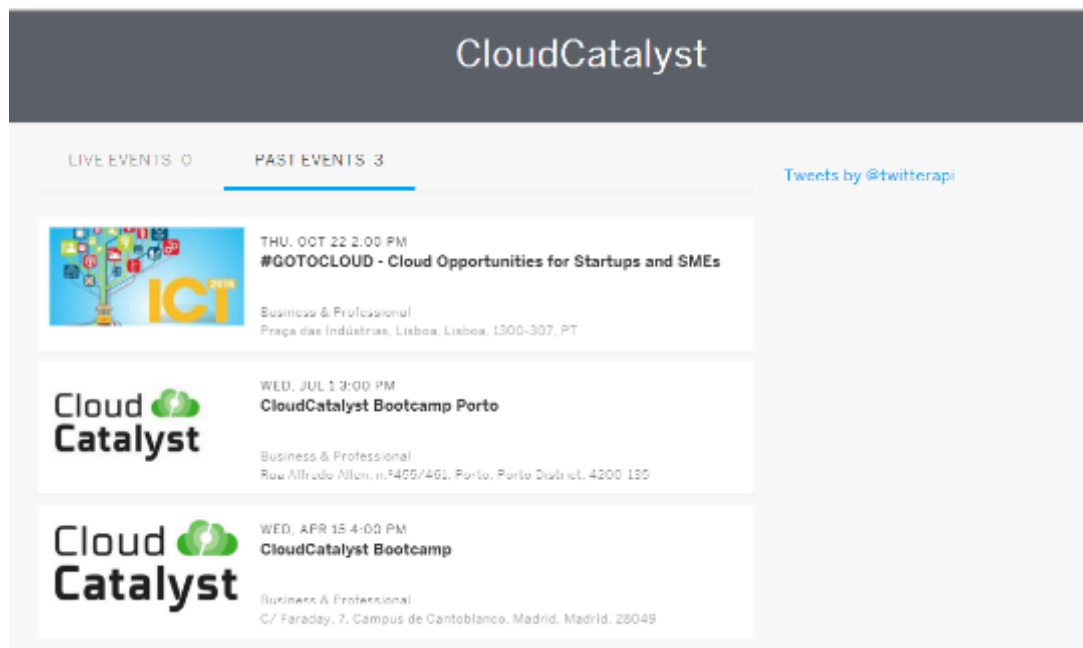 CloudCatalyst
LIVE EVENTS 0
PAST EVENTS 3
Tweets by @twitterapi
ICT
THU, OCT 22 2:00 PM
#GOTOCLOUD - Cloud Opportunities for Startups and SMEs
Business & Professional
Praça das Indústrias, Lisboa, Lisboa, 1300-307, PT
Cloud
Catalyst
WED, JUL 1 3:00 PM
CloudCatalyst Bootcamp Porto
Business & Professional
Rua Alfredo Allen, n.º455/461, Porto, Porto District, 4200-135
Cloud
Catalyst
WED, APR 15 4:00 PM
CloudCatalyst Bootcamp
Business & Professional
C/ Faraday, 7, Campus de Cantoblanco, Madrid, Madrid, 28049